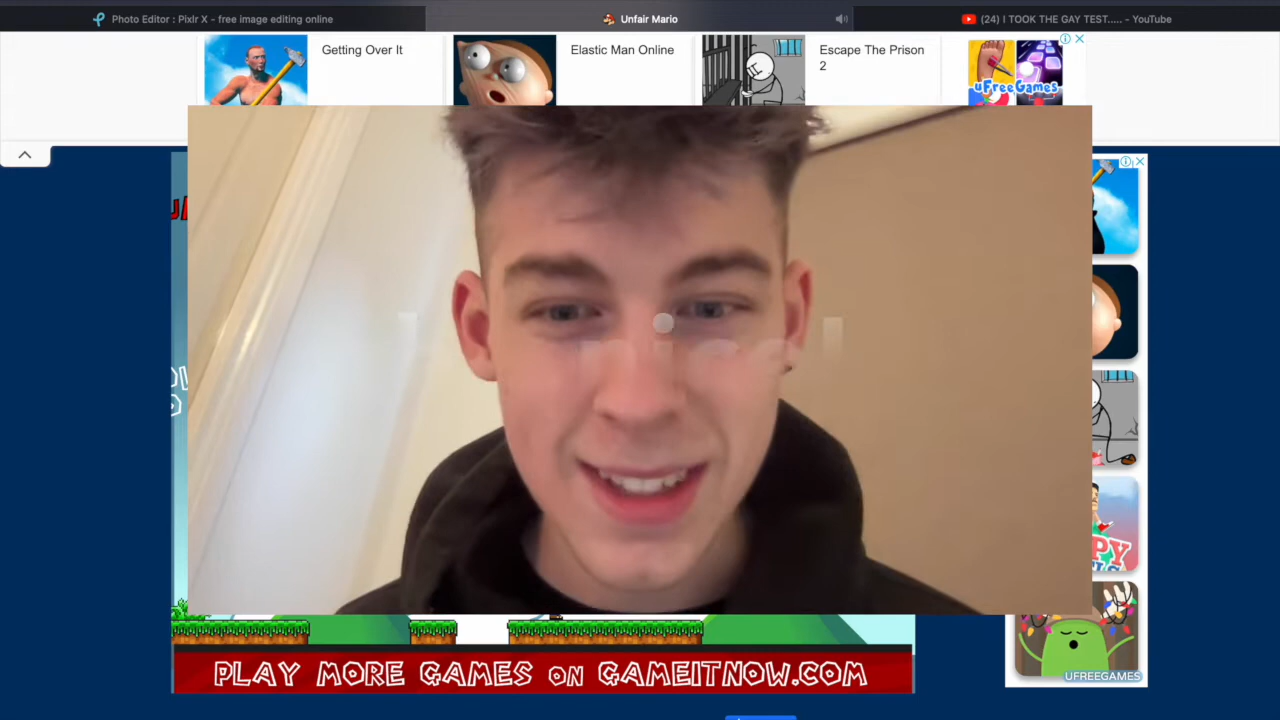 Photo Editor : Pixlr X - free image editing online
Unfair Mario
(24) I TOOK THE GAY TEST..... - YouTube
Getting Over It
Elastic Man Online
Escape The Prison
2
uFreeGames
PLAY MORE GAMES ON GAMEITNOW.COM
UFREEGAMES